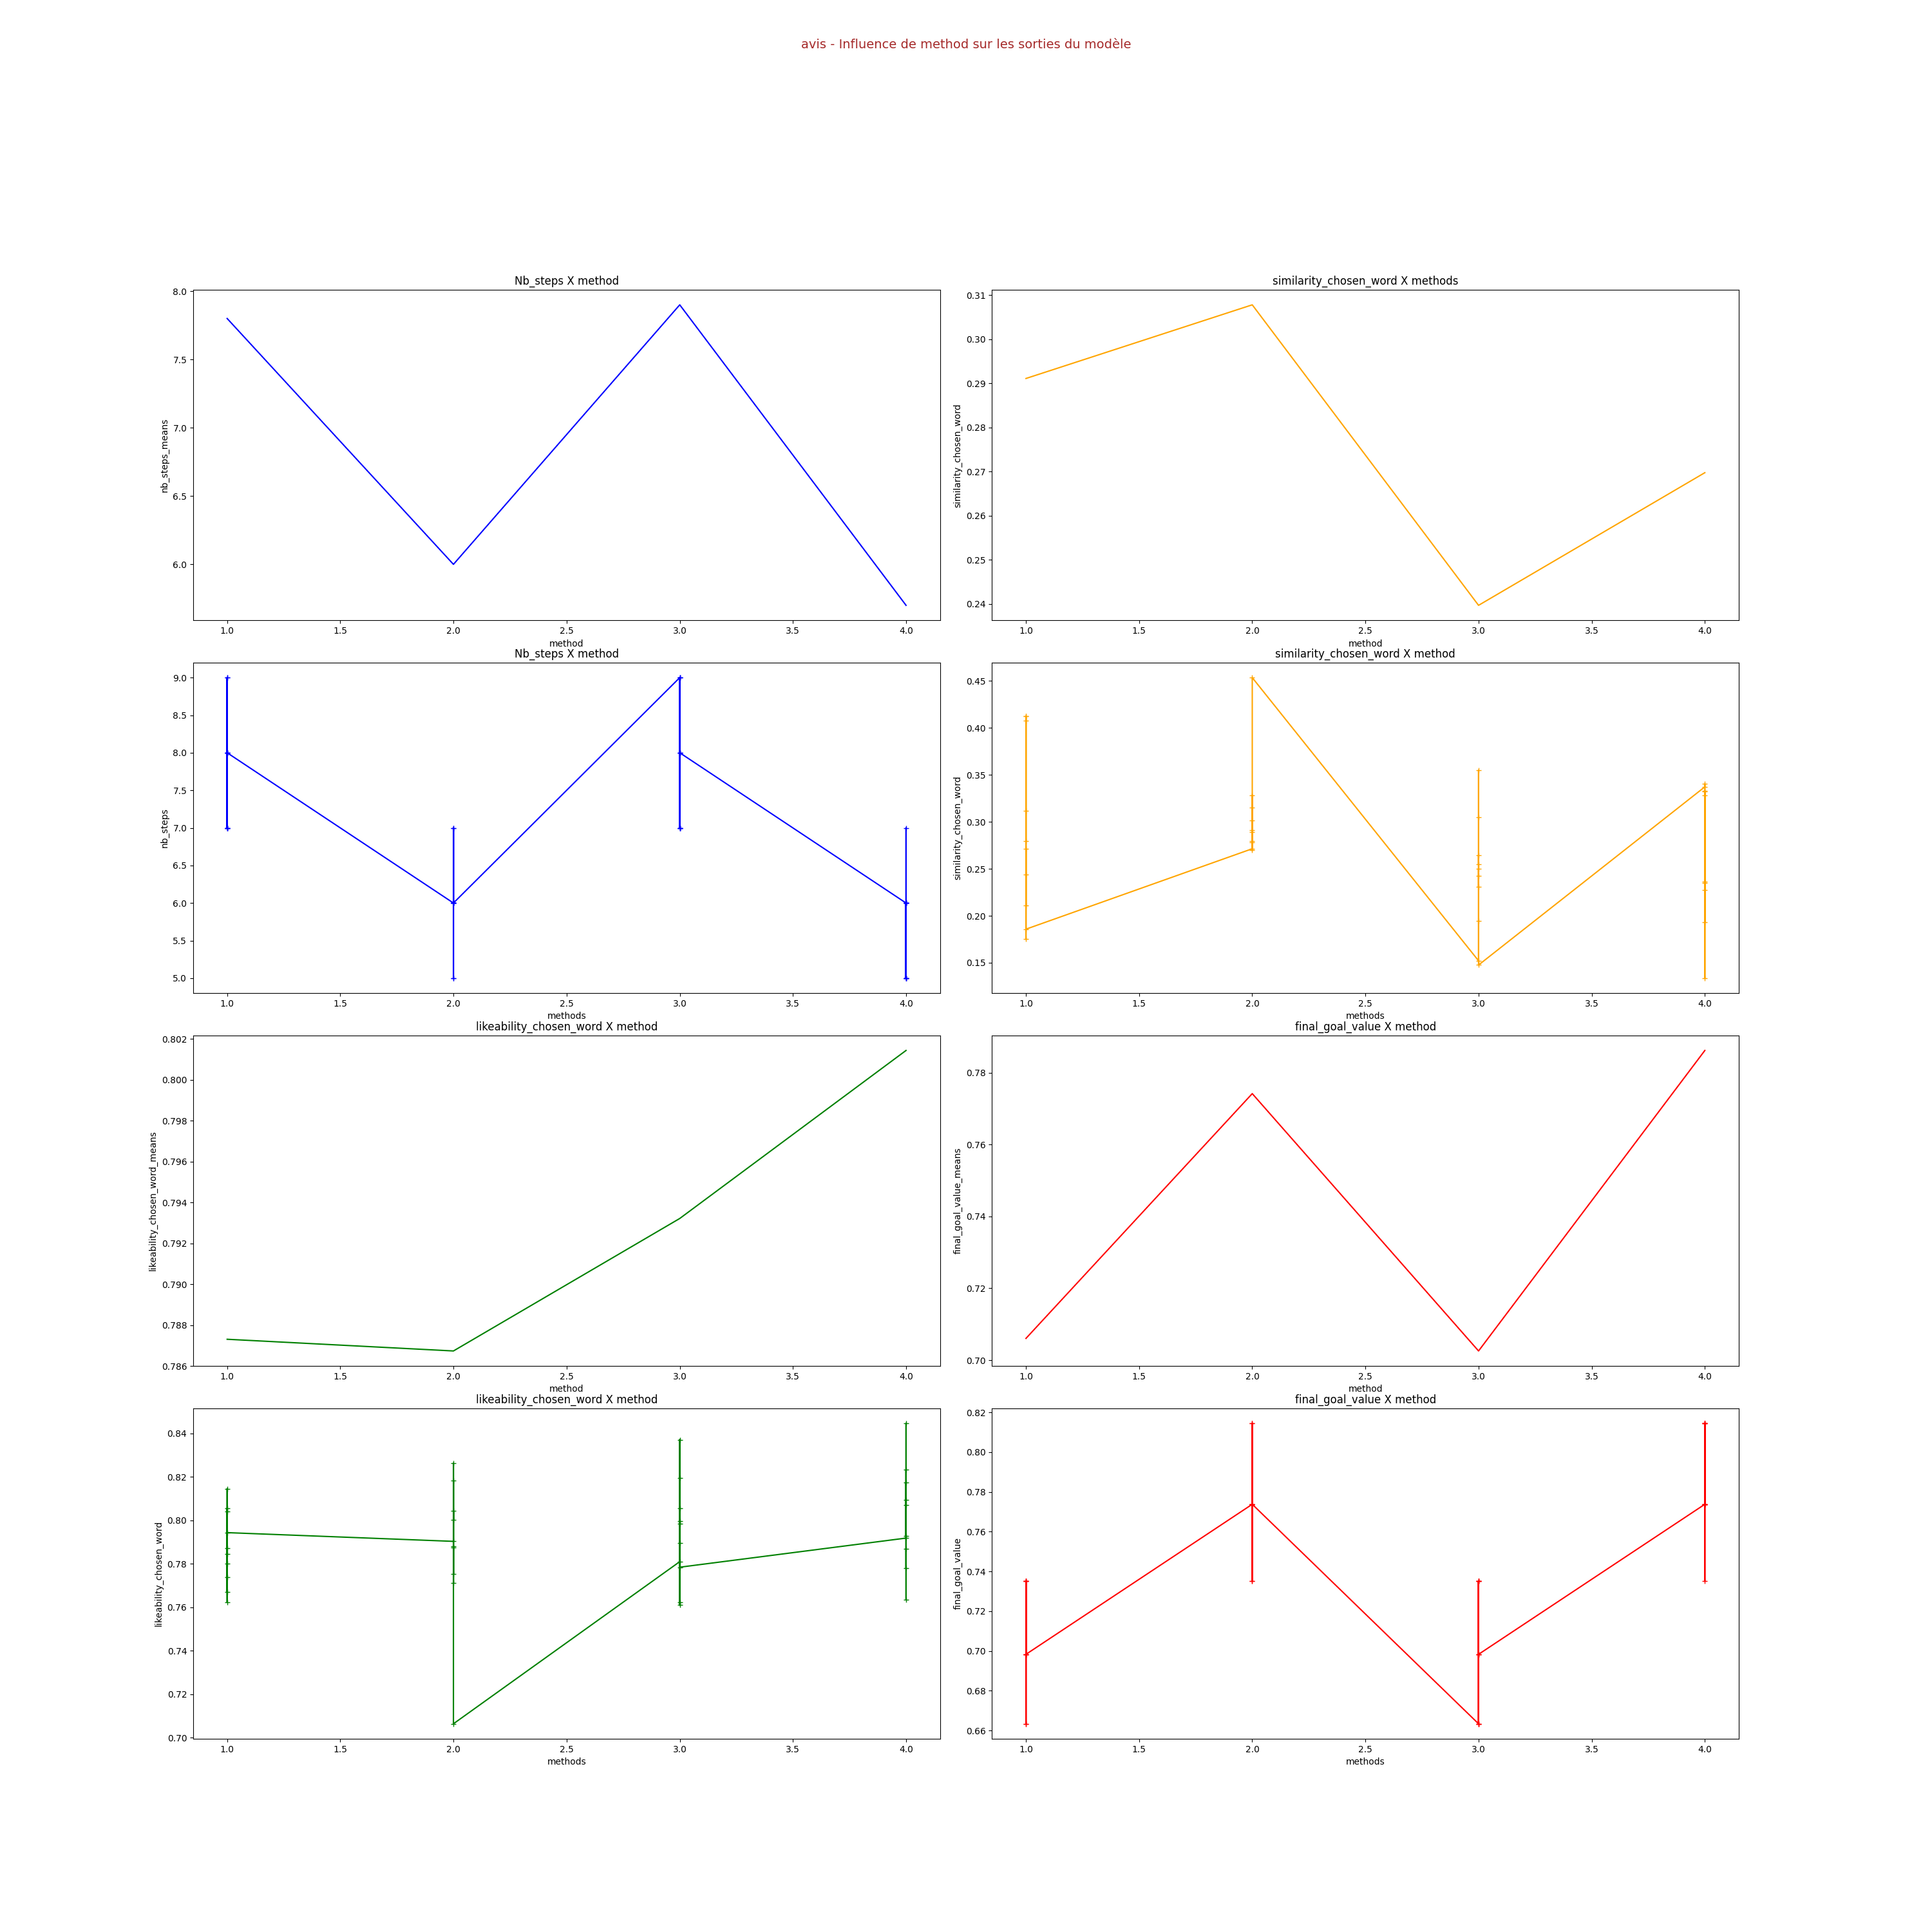 avis - Influence de method sur les sorties du modèle
Nb_steps X method
8.0
7.5
7.0
6.5
6.0
nb_steps_means
1.0 1.5 2.0 2.5 3.0 3.5 4.0
method
similarity_chosen_word X methods
0.31
0.30
0.29
0.28
0.27
0.26
0.25
0.24
similarity_chosen_word
1.0 1.5 2.0 2.5 3.0 3.5 4.0
method
Nb_steps X method
9.0
8.5
8.0
7.5
7.0
6.5
6.0
5.5
5.0
nb_steps
1.0 1.5 2.0 2.5 3.0 3.5 4.0
methods
similarity_chosen_word X method
0.45
0.40
0.35
0.30
0.25
0.20
0.15
similarity_chosen_word
1.0 1.5 2.0 2.5 3.0 3.5 4.0
methods
likeability_chosen_word X method
0.802
0.800
0.798
0.796
0.794
0.792
0.790
0.788
0.786
likeability_chosen_word_means
1.0 1.5 2.0 2.5 3.0 3.5 4.0
method
final_goal_value X method
0.78
0.76
0.74
0.72
0.70
final_goal_value_means
1.0 1.5 2.0 2.5 3.0 3.5 4.0
method
likeability_chosen_word X method
0.84
0.82
0.80
0.78
0.76
0.74
0.72
0.70
likeability_chosen_word
1.0 1.5 2.0 2.5 3.0 3.5 4.0
methods
final_goal_value X method
0.82
0.80
0.78
0.76
0.74
0.72
0.70
0.68
0.66
final_goal_value
1.0 1.5 2.0 2.5 3.0 3.5 4.0
methods